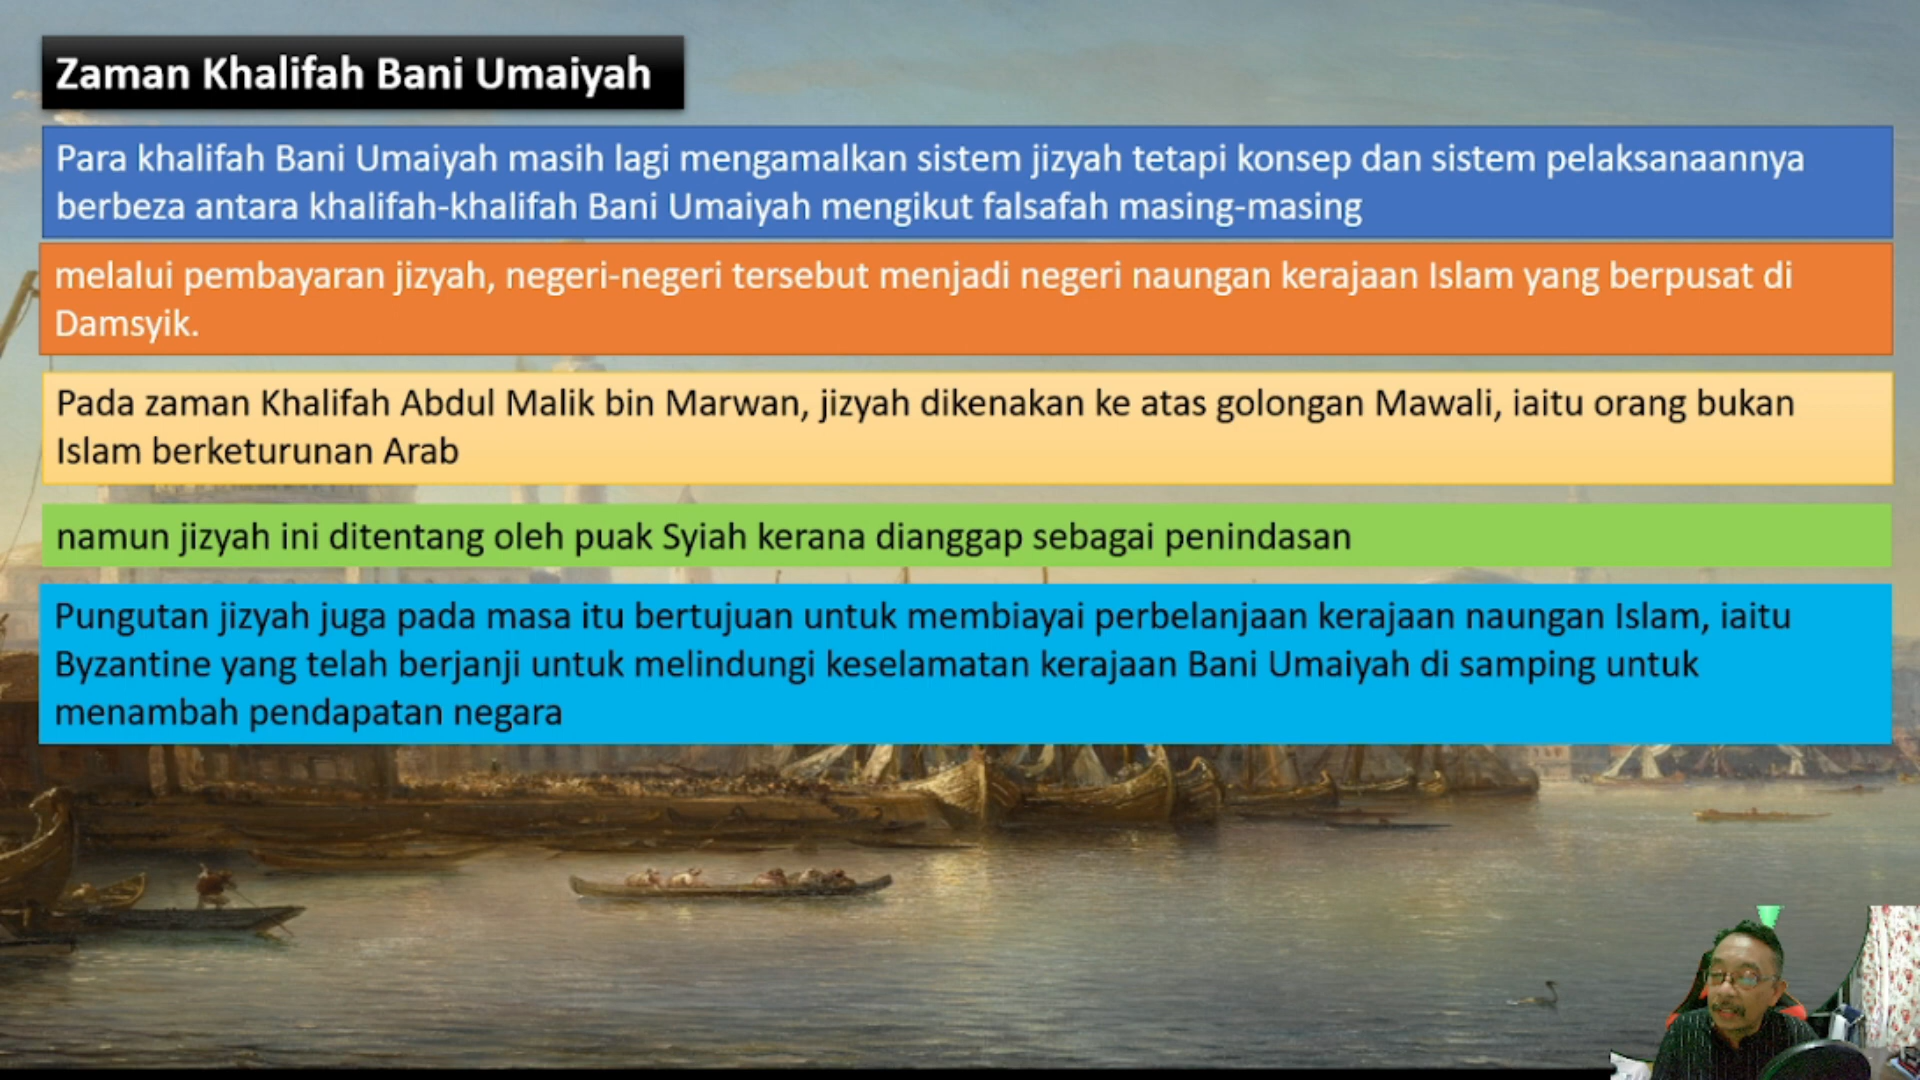 Zaman Khalifah Bani Umaiyah
Para khalifah Bani Umaiyah masih lagi mengamalkan sistem jizyah tetapi konsep dan sistem pelaksanaannya
berbeza antara khalifah-khalifah Bani Umaiyah mengikut falsafah masing-masing
melalui pembayaran jizyah, negeri-negeri tersebut menjadi negeri naungan kerajaan Islam yang berpusat di
Damsyik.
Pada zaman Khalifah Abdul Malik bin Marwan, jizyah dikenakan ke atas golongan Mawali, iaitu orang bukan
Islam berketurunan Arab
namun jizyah ini ditentang oleh puak Syiah kerana dianggap sebagai penindasan
Pungutan jizyah juga pada masa itu bertujuan untuk membiayai perbelanjaan kerajaan naungan Islam, iaitu
Byzantine yang telah berjanji untuk melindungi keselamatan kerajaan Bani Umaiyah di samping untuk
menambah pendapatan negara